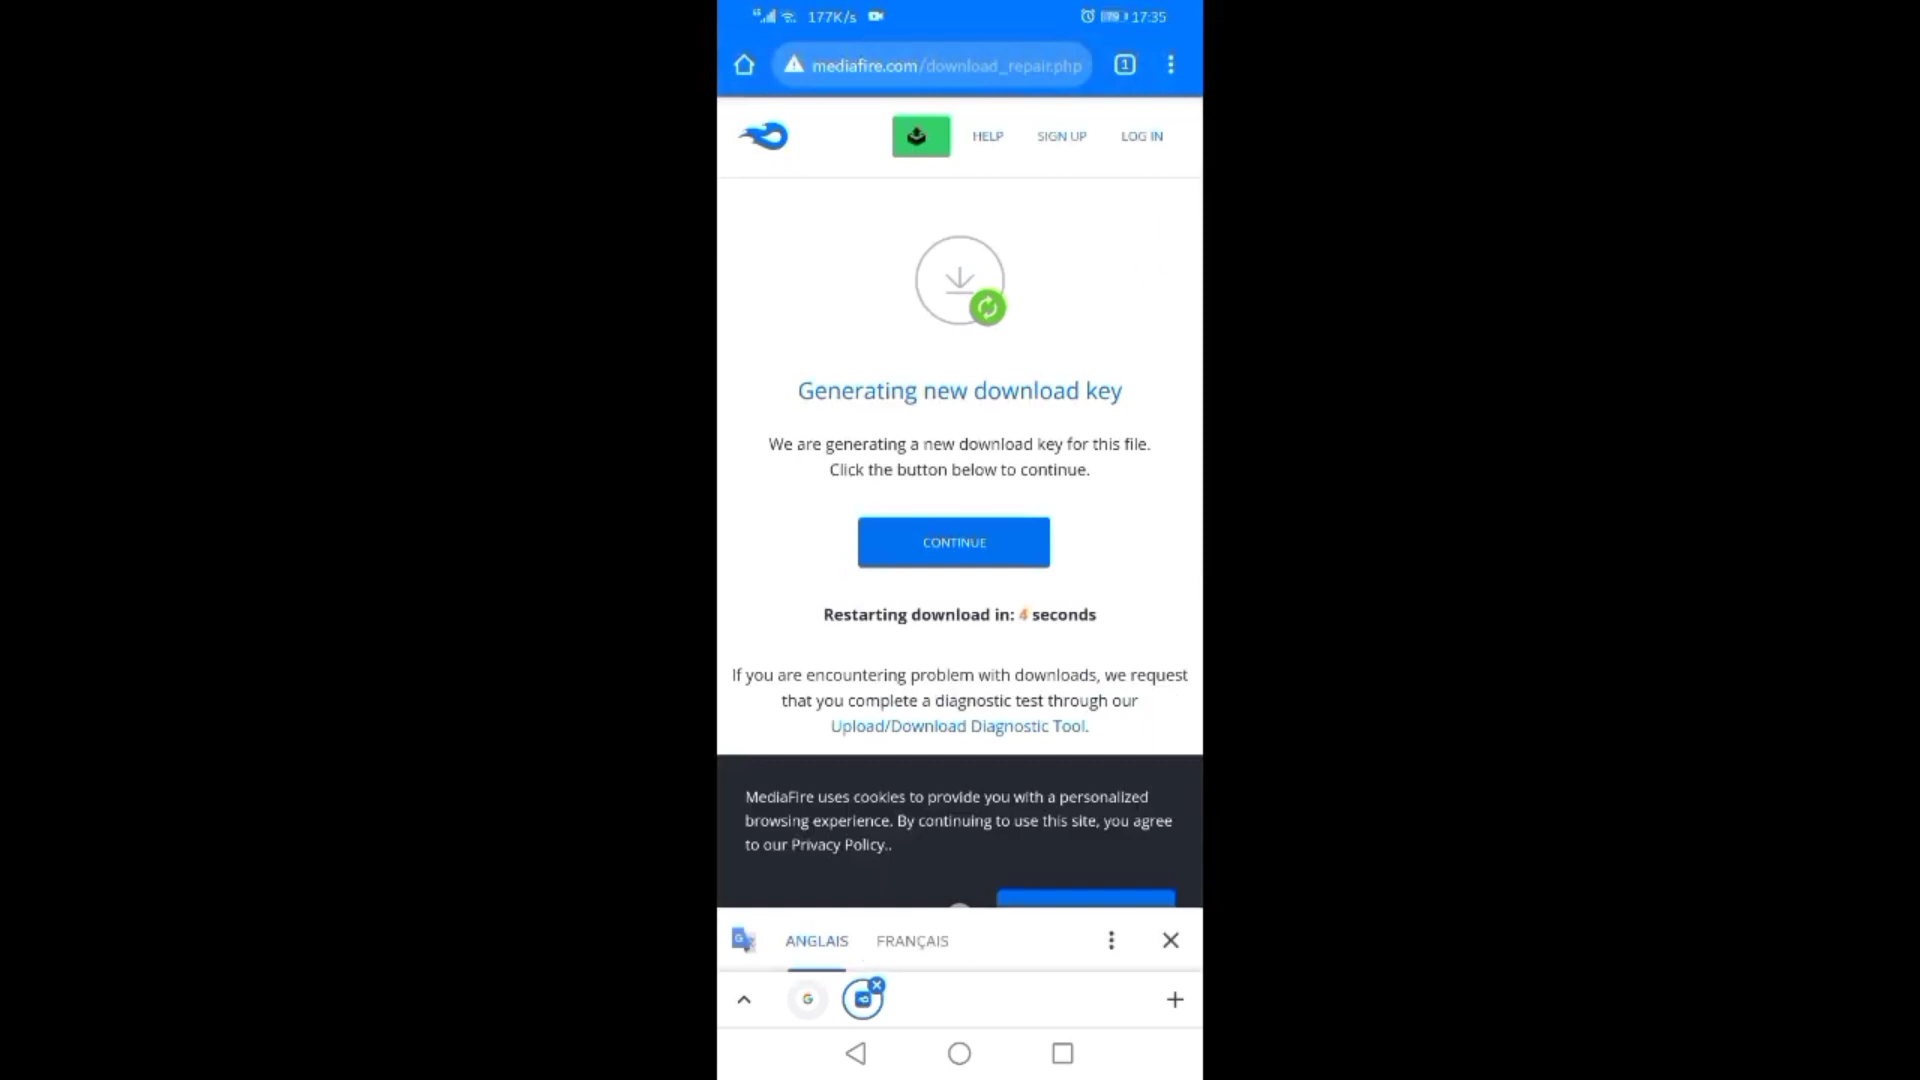 177K/s 79 17:35
mediafire.com/download_repair.php 1
HELP SIGN UP LOG IN
Generating new download key
We are generating a new download key for this file.
Click the button below to continue.
CONTINUE
Restarting download in: 4 seconds
If you are encountering problem with downloads, we request
that you complete a diagnostic test through our
Upload/Download Diagnostic Tool.
MediaFire uses cookies to provide you with a personalized
browsing experience. By continuing to use this site, you agree
to our Privacy Policy..
ANGLAIS FRANÇAIS